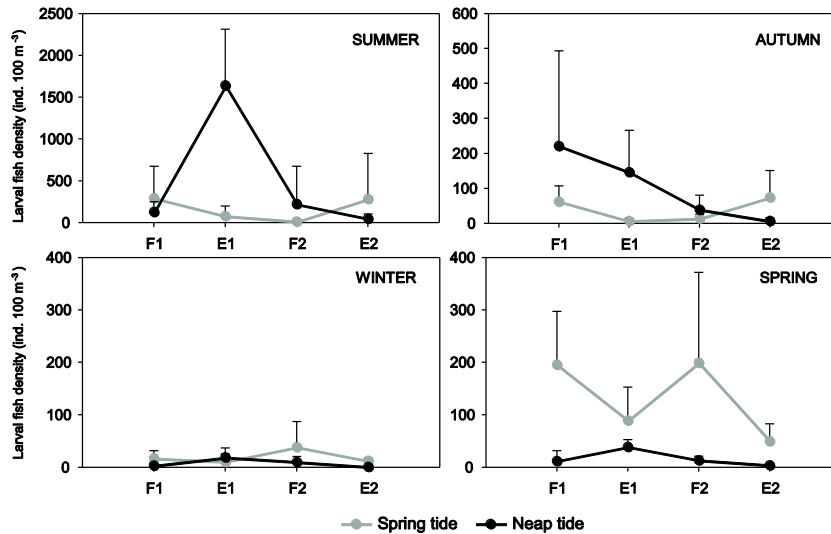 Larval fish density (ind. 100 m⁻³)
2500
2000
1500
1000
500
0
SUMMER
F1 E1 F2 E2
600
500
400
300
200
100
0
AUTUMN
F1 E1 F2 E2
Larval fish density (ind. 100 m⁻³)
400
300
200
100
0
WINTER
F1 E1 F2 E2
400
300
200
100
0
SPRING
F1 E1 F2 E2
Spring tide Neap tide